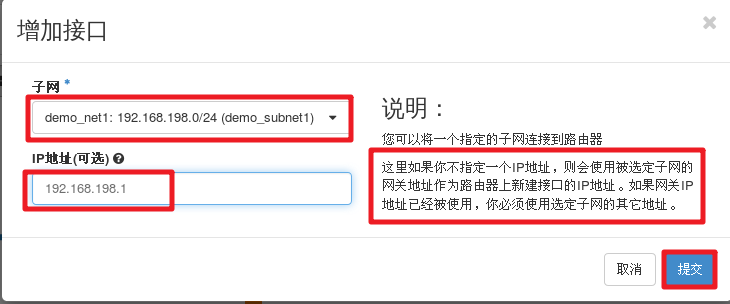 增加接口
×
子网 *
demo_net1: 192.168.198.0/24 (demo_subnet1)
IP地址(可选)
192.168.198.1
说明：
您可以将一个指定的子网连接到路由器
这里如果你不指定一个IP地址，则会使用被选定子网的
网关地址作为路由器上新建接口的IP地址。如果网关IP
地址已经被使用，你必须使用选定子网的其它地址。
取消
提交